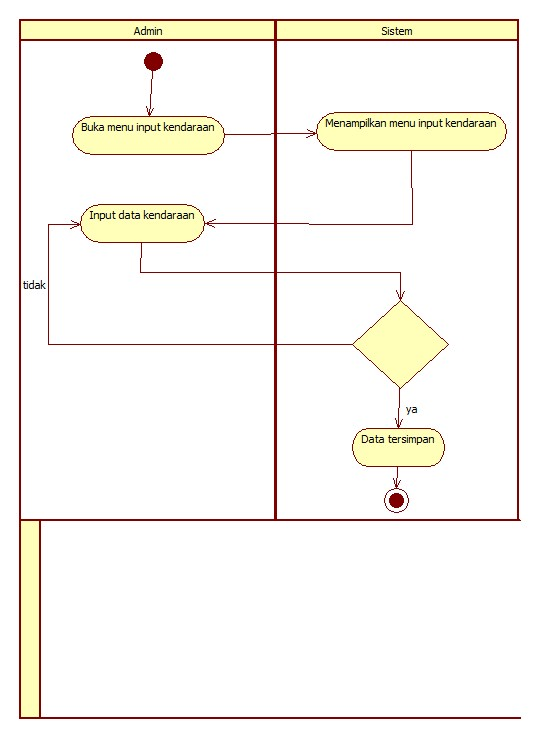 Admin
Sistem
Buka menu input kendaraan
Menampilkan menu input kendaraan
Input data kendaraan
tidak
ya
Data tersimpan